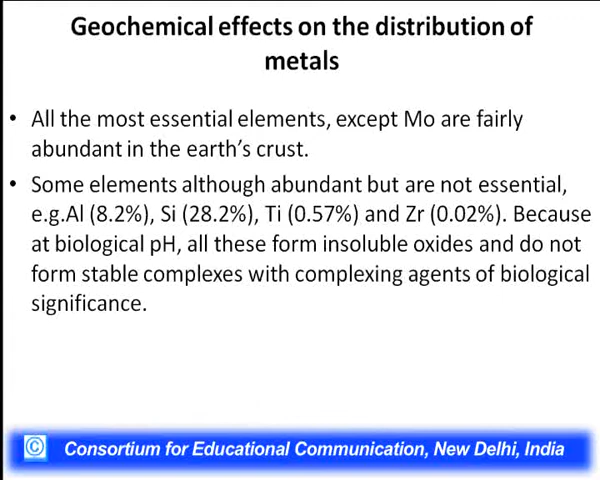 Geochemical effects on the distribution of
metals
• All the most essential elements, except Mo are fairly
abundant in the earth's crust.
• Some elements although abundant but are not essential,
e.g.Al (8.2%), Si (28.2%), Ti (0.57%) and Zr (0.02%). Because
at biological pH, all these form insoluble oxides and do not
form stable complexes with complexing agents of biological
significance.
© Consortium for Educational Communication, New Delhi, India